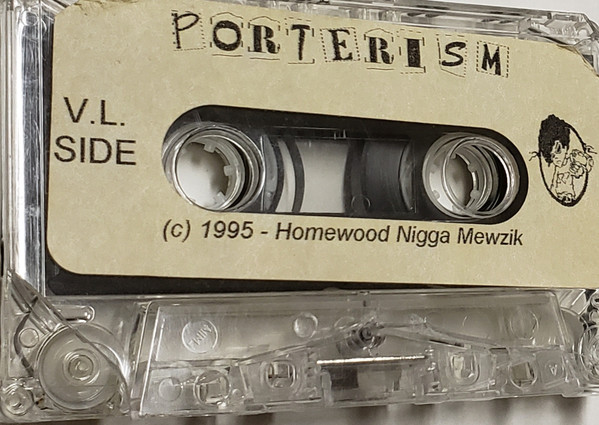 PORTERISM
V.L.
SIDE
(c) 1995 - Homewood Nigga Mewzik